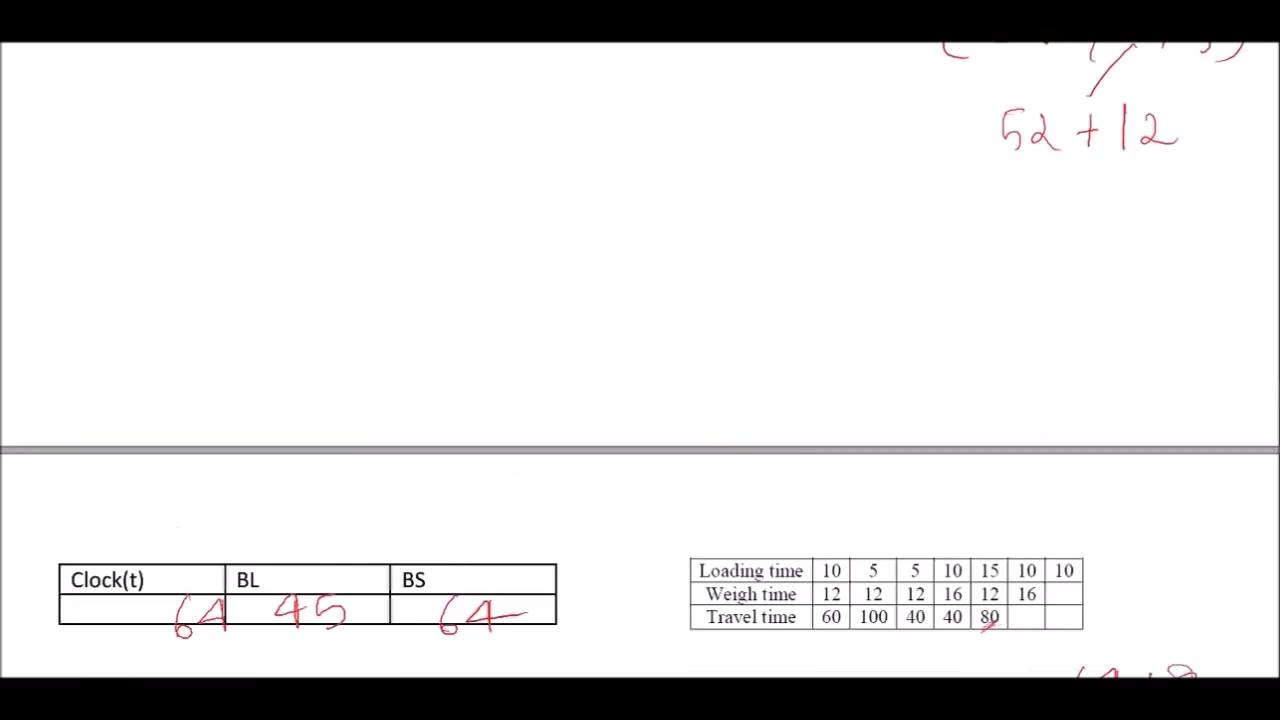 52 + 12
Clock(t) BL BS
64 45 64
Loading time 10 5 5 10 15 10 10
Weigh time 12 12 12 16 12 16
Travel time 60 100 40 40 80